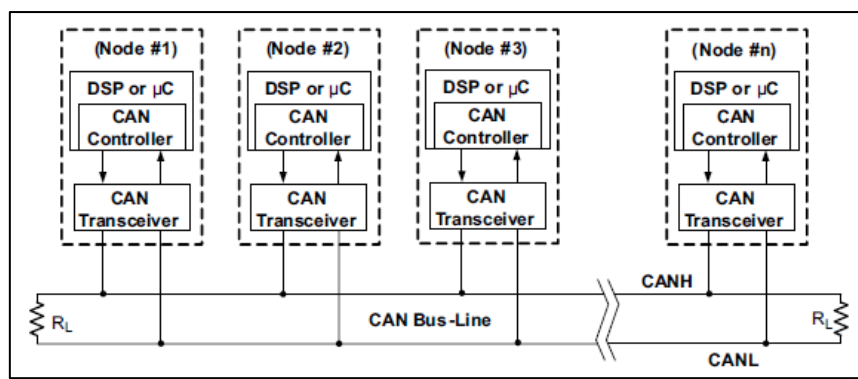 (Node #1)
DSP or µC
CAN
Controller
CAN
Transceiver
(Node #2)
DSP or µC
CAN
Controller
CAN
Transceiver
(Node #3)
DSP or µC
CAN
Controller
CAN
Transceiver
(Node #n)
DSP or µC
CAN
Controller
CAN
Transceiver
CANH
RL
CAN Bus-Line
RL
CANL